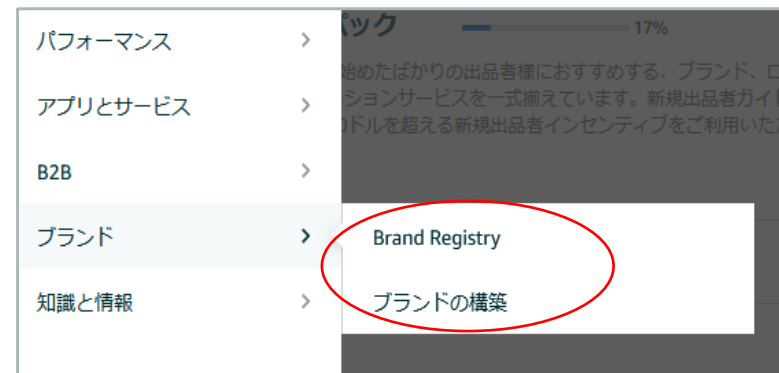 パフォーマンス
アプリとサービス
B2B
ブランド
知識と情報
Brand Registry
ブランドの構築
パック
17%
始めたばかりの出品者様におすすめする、ブランド、ロ
ションサービスを一式揃えています。新規出品者ガイト
ドルを超える新規出品者インセンティブをご利用いた